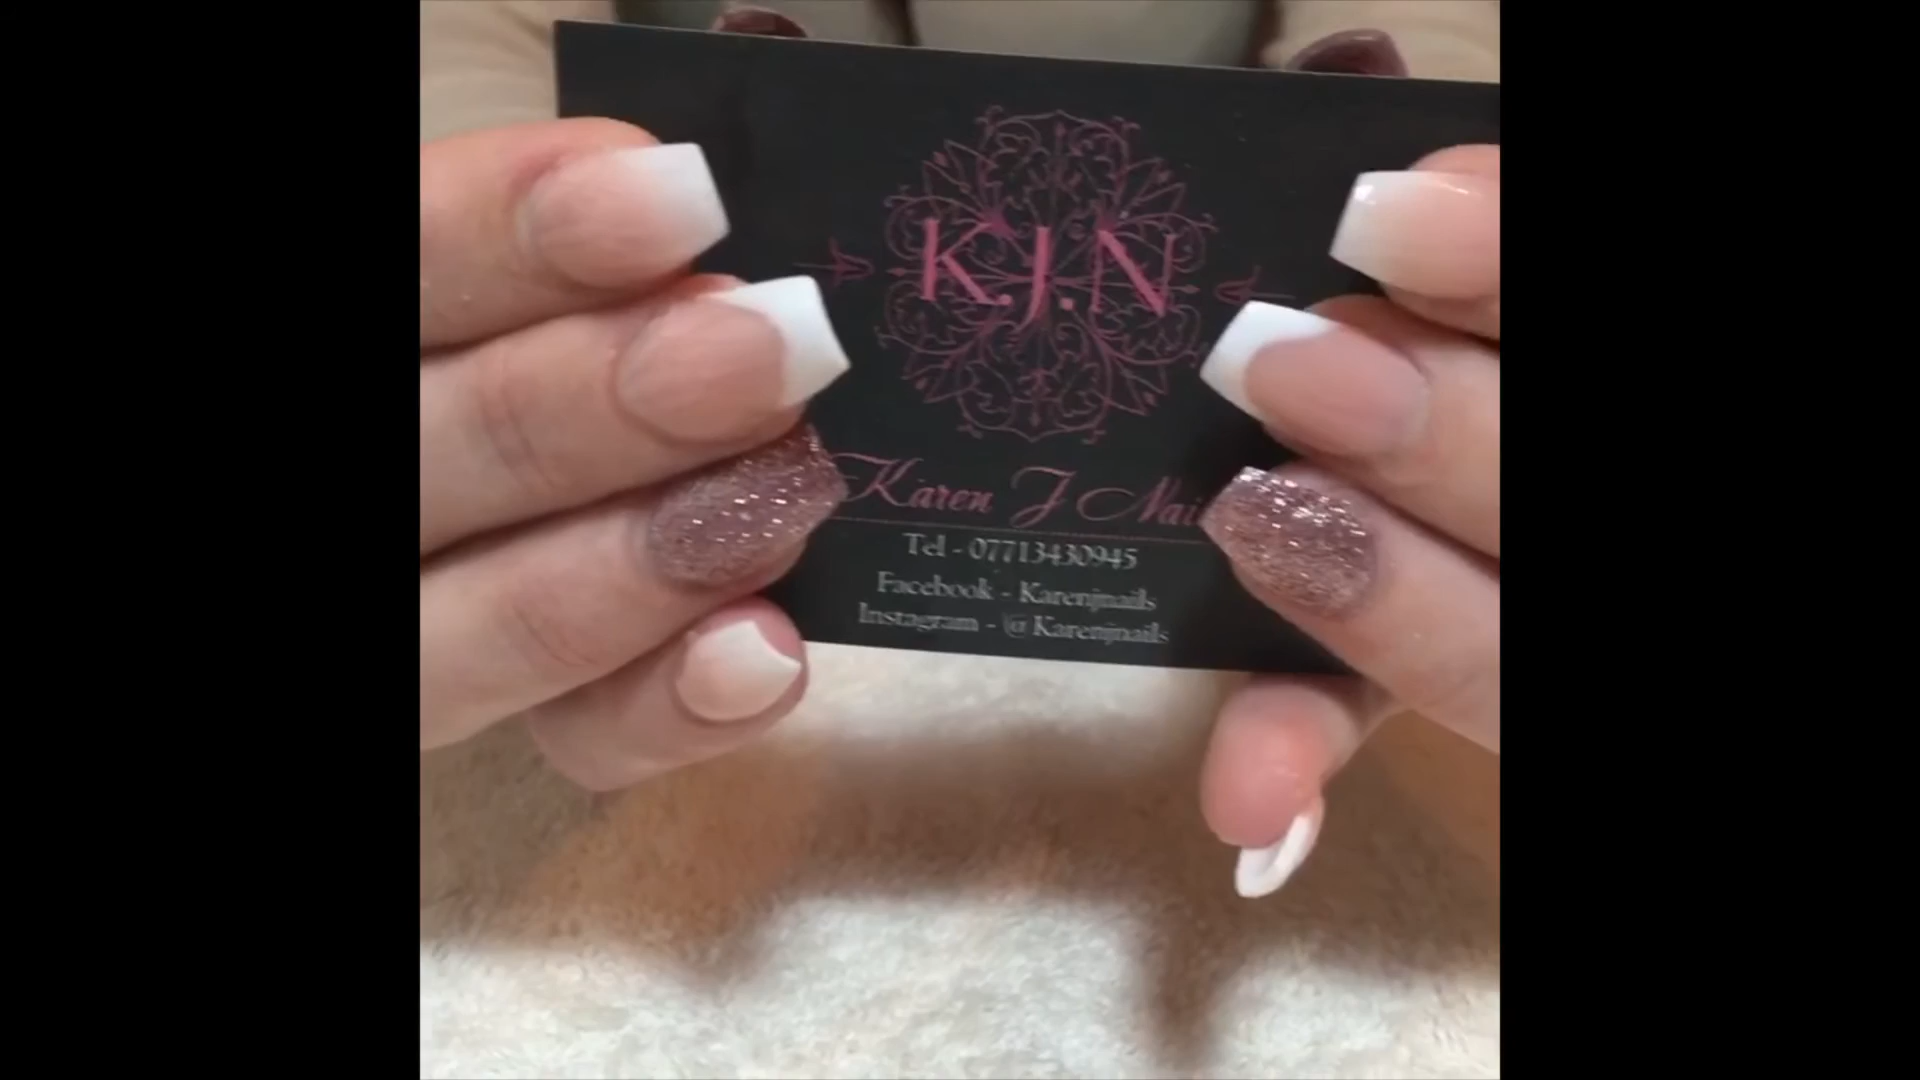 K.J.N
Karen J Nai
Tel - 07713430945
Facebook - Karenjnails
Instagram - @Karenjnails